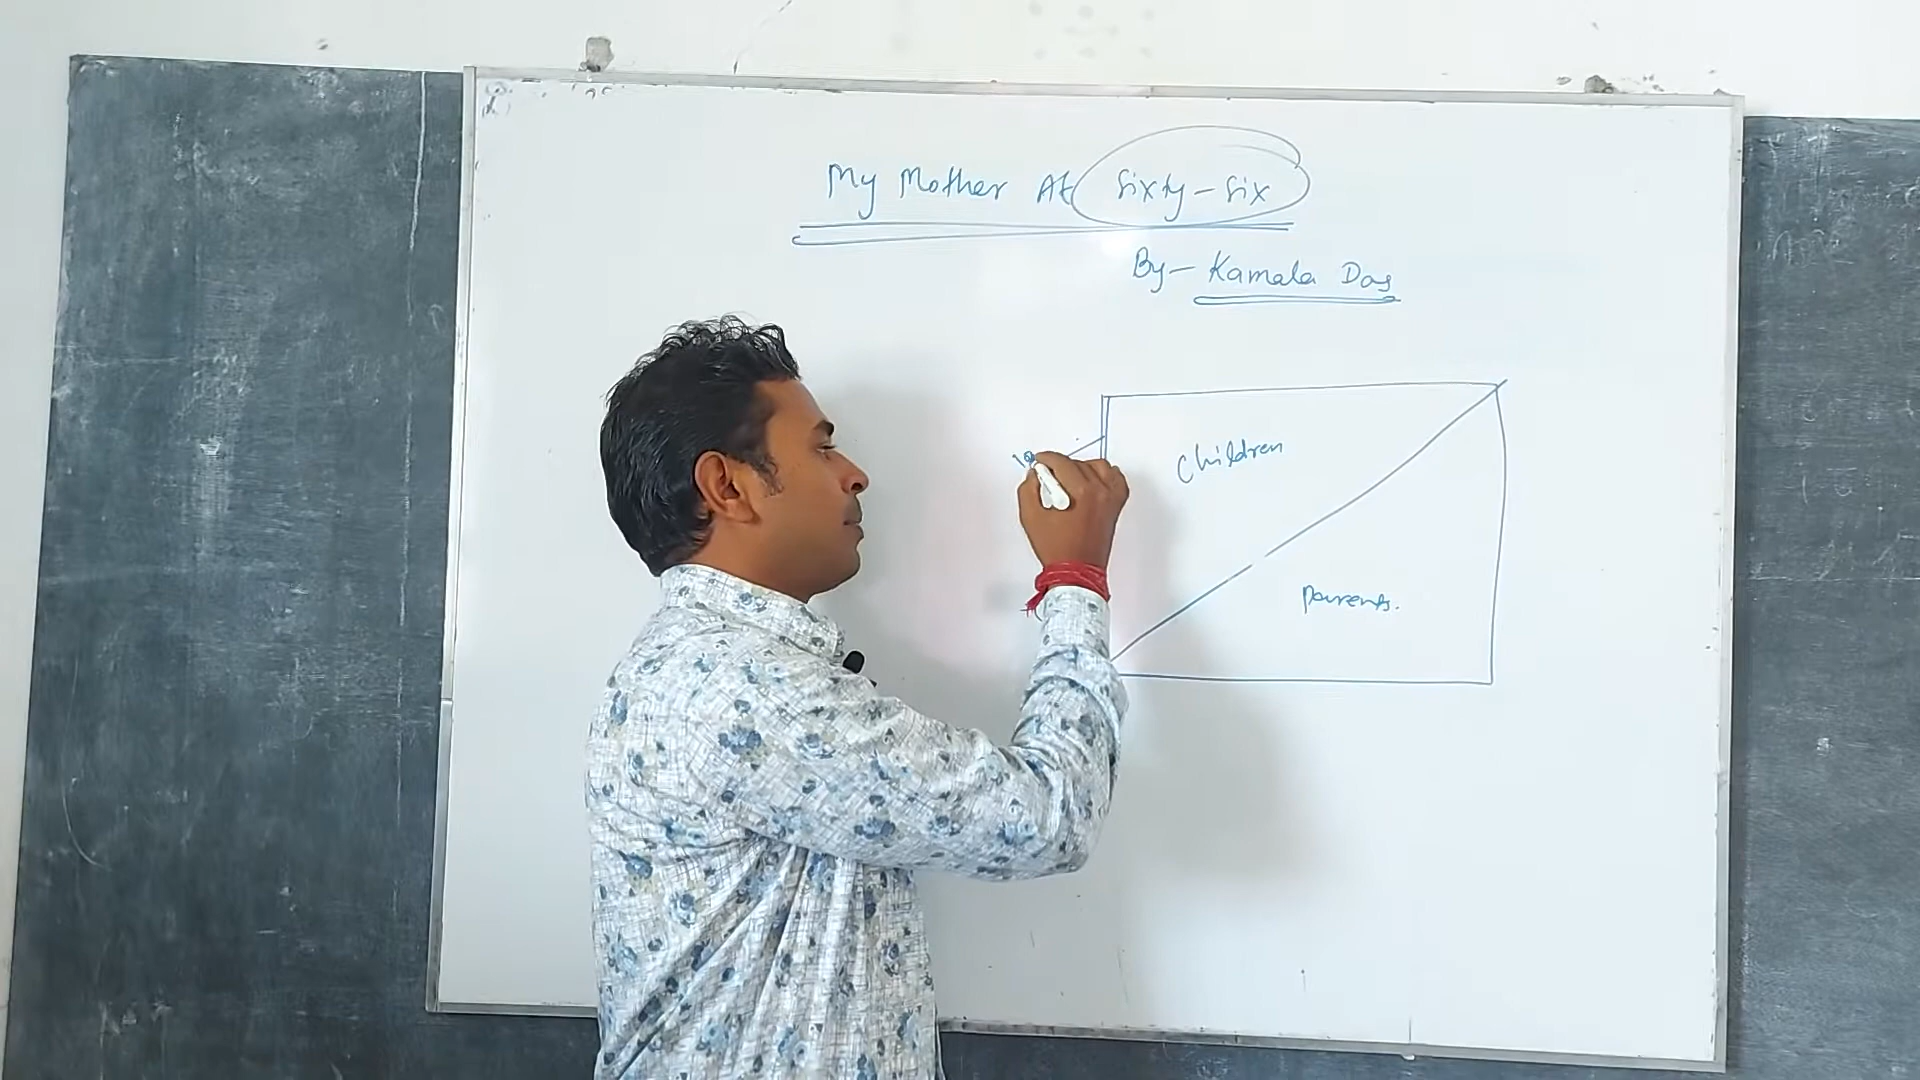 My Mother At Sixty-Six
By- Kamala Das
Children
Parents.